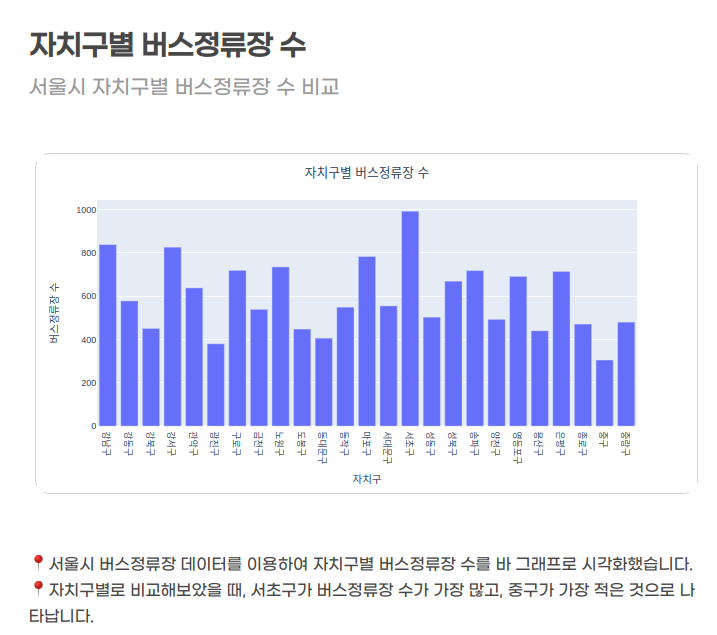 자치구별 버스정류장 수
서울시 자치구별 버스정류장 수 비교
자치구별 버스정류장 수
1000
800
600
400
200
0
버스정류장 수
강남구
강동구
강북구
강서구
관악구
광진구
구로구
금천구
노원구
도봉구
동대문구
동작구
마포구
서대문구
서초구
성동구
성북구
송파구
양천구
영등포구
용산구
은평구
종로구
중구
중랑구
자치구
📍 서울시 버스정류장 데이터를 이용하여 자치구별 버스정류장 수를 바 그래프로 시각화했습니다.
📍 자치구별로 비교해보았을 때, 서초구가 버스정류장 수가 가장 많고, 중구가 가장 적은 것으로 나
타납니다.